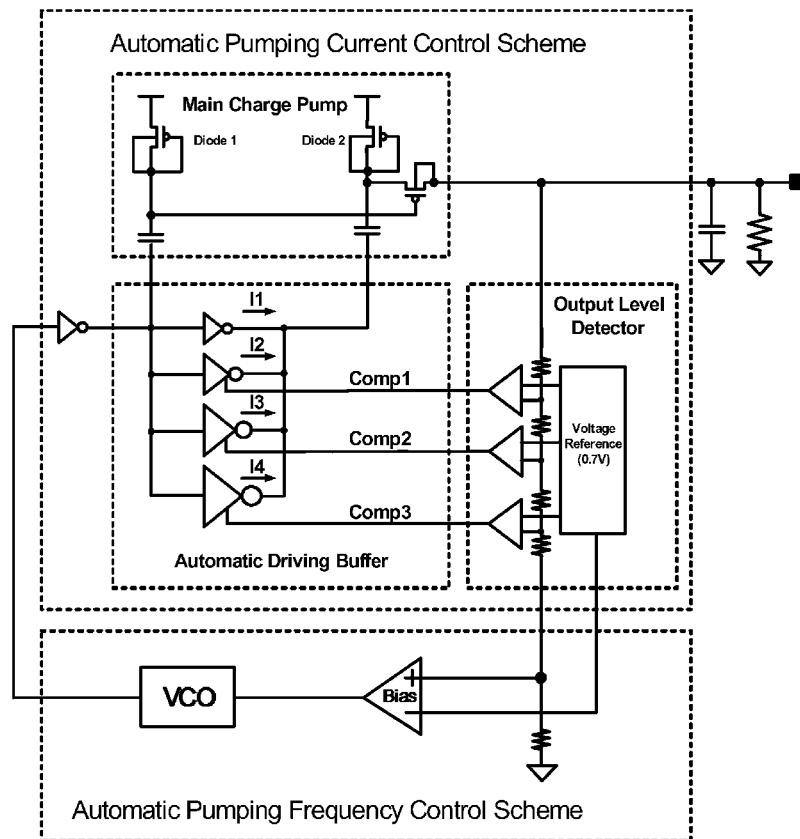 Automatic Pumping Current Control Scheme
Main Charge Pump
Diode 1
Diode 2
I1
I2
I3
I4
Output Level
Detector
Comp1
Comp2
Comp3
Voltage
Reference
(0.7V)
Automatic Driving Buffer
VCO
Bias
+
−
Automatic Pumping Frequency Control Scheme